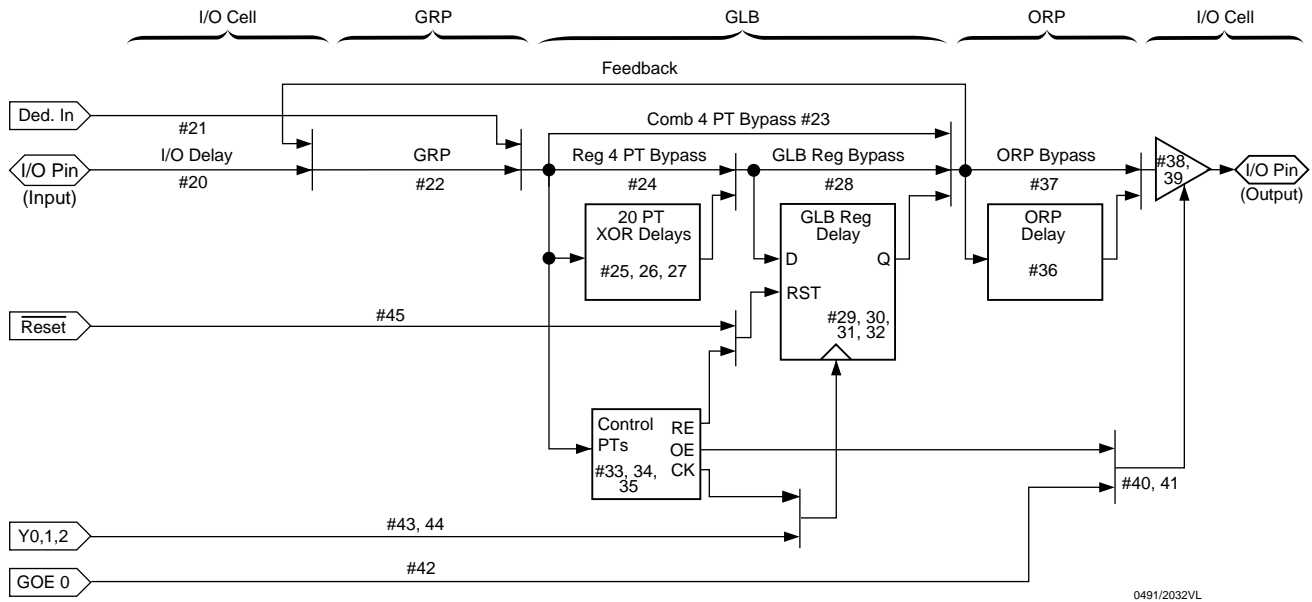 I/O Cell
GRP
GLB
ORP
I/O Cell
Feedback
Ded. In
#21
Comb 4 PT Bypass #23
I/O Pin
(Input)
I/O Delay
#20
GRP
#22
Reg 4 PT Bypass
#24
GLB Reg Bypass
#28
ORP Bypass
#37
#38,
39
I/O Pin
(Output)
20 PT
XOR Delays
#25, 26, 27
GLB Reg
Delay
D
Q
RST
#29, 30,
31, 32
ORP
Delay
#36
Reset
#45
Control
PTs
#33, 34,
35
RE
OE
CK
#40, 41
Y0,1,2
#43, 44
GOE 0
#42
0491/2032VL